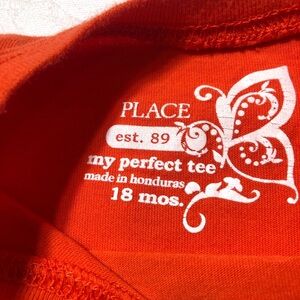 PLACE
est. 89
my perfect tee
made in honduras
18 mos.